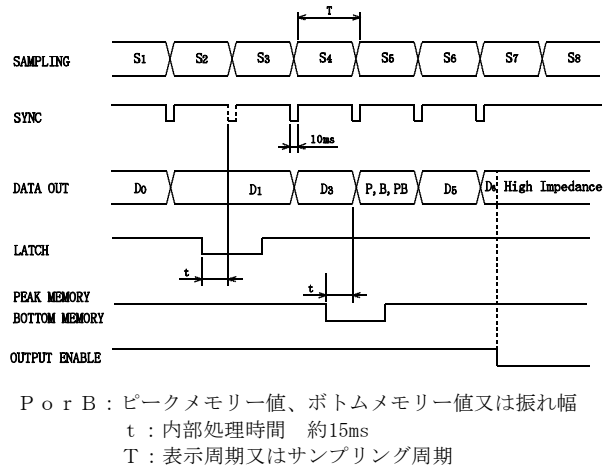 T
SAMPLING S1 S2 S3 S4 S5 S6 S7 S8
SYNC
10ms
DATA OUT D0 D1 D3 P, B, PB D5 D6 High Impedance
LATCH
t
t
PEAK MEMORY
BOTTOM MEMORY
OUTPUT ENABLE
ＰｏｒＢ：ピークメモリー値、ボトムメモリー値又は振れ幅
ｔ：内部処理時間　約15ms
Ｔ：表示周期又はサンプリング周期